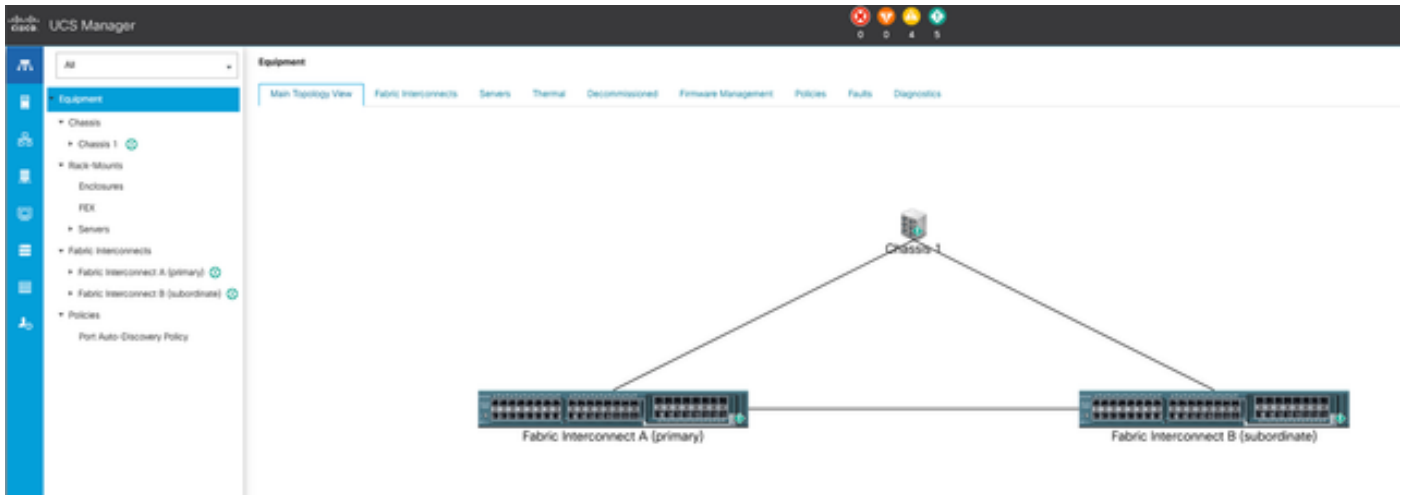 cisco. UCS Manager
0 0 4 5
All
Equipment
Chassis
Chassis 1
Rack-Mounts
Enclosures
FEX
Servers
Fabric Interconnects
Fabric Interconnect A (primary)
Fabric Interconnect B (subordinate)
Policies
Port Auto-Discovery Policy
Equipment
Main Topology View Fabric Interconnects Servers Thermal Decommissioned Firmware Management Policies Faults Diagnostics
Chassis 1
Fabric Interconnect A (primary) Fabric Interconnect B (subordinate)